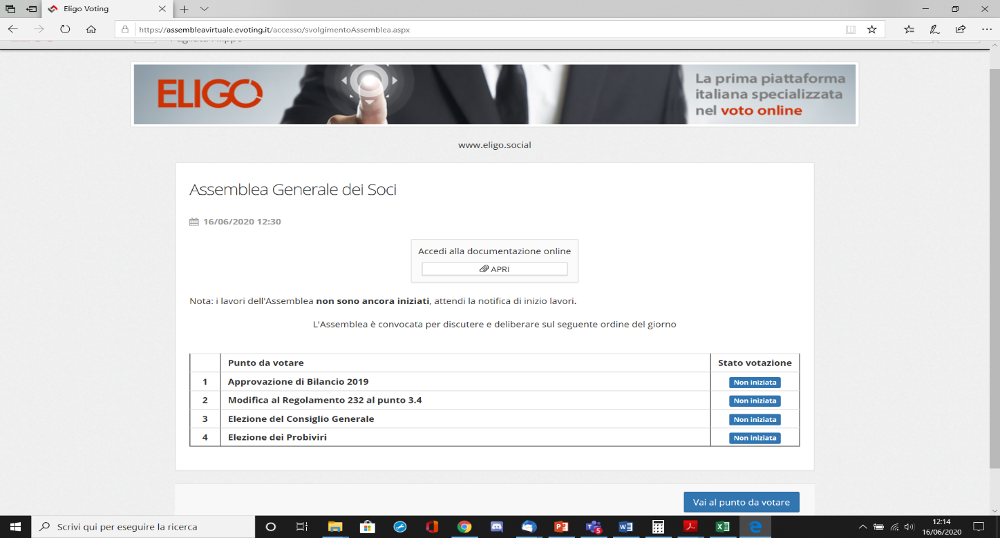 Eligo Voting
https://assembleavirtuale.evoting.it/accesso/svolgimentoAssemblea.aspx
ELIGO
La prima piattaforma
italiana specializzata
nel voto online
www.eligo.social
Assemblea Generale dei Soci
16/06/2020 12:30
Accedi alla documentazione online
APRI
Nota: i lavori dell'Assemblea non sono ancora iniziati, attendi la notifica di inizio lavori.
L'Assemblea è convocata per discutere e deliberare sul seguente ordine del giorno
Punto da votare Stato votazione
1 Approvazione di Bilancio 2019 Non iniziata
2 Modifica al Regolamento 232 al punto 3.4 Non iniziata
3 Elezione del Consiglio Generale Non iniziata
4 Elezione dei Probiviri Non iniziata
Vai al punto da votare
Scrivi qui per eseguire la ricerca
12:14
16/06/2020